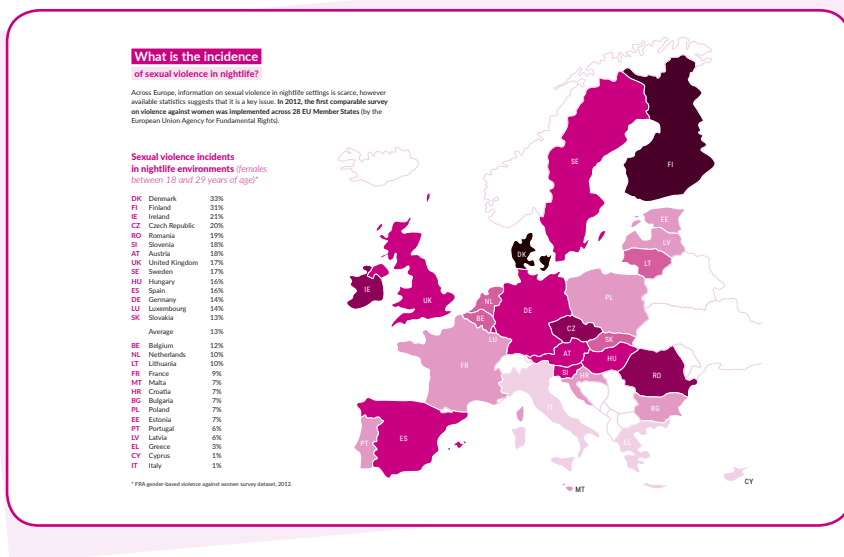 What is the incidence
of sexual violence in nightlife?
Across Europe, information on sexual violence in nightlife settings is scarce, however
available statistics suggests that it is a key issue. In 2012, the first comparable survey
on violence against women was implemented across 28 EU Member States (by the
European Union Agency for Fundamental Rights).
Sexual violence incidents
in nightlife environments (females
between 18 and 29 years of age)*
DK Denmark 33%
FI Finland 31%
IE Ireland 21%
CZ Czech Republic 20%
RO Romania 19%
SI Slovenia 18%
AT Austria 18%
UK United Kingdom 17%
SE Sweden 17%
HU Hungary 16%
ES Spain 16%
DE Germany 14%
LU Luxembourg 14%
SK Slovakia 13%
Average 13%
BE Belgium 12%
NL Netherlands 10%
LT Lithuania 10%
FR France 9%
MT Malta 7%
HR Croatia 7%
BG Bulgaria 7%
PL Poland 7%
EE Estonia 7%
PT Portugal 6%
LV Latvia 6%
EL Greece 3%
CY Cyprus 1%
IT Italy 1%
* FRA gender-based violence against women survey dataset, 2012.
SE
FI
EE
LV
LT
DK
IE
UK
NL
BE
LU
DE
PL
CZ
SK
AT
HU
SI
HR
RO
BG
FR
IT
ES
PT
EL
MT
CY